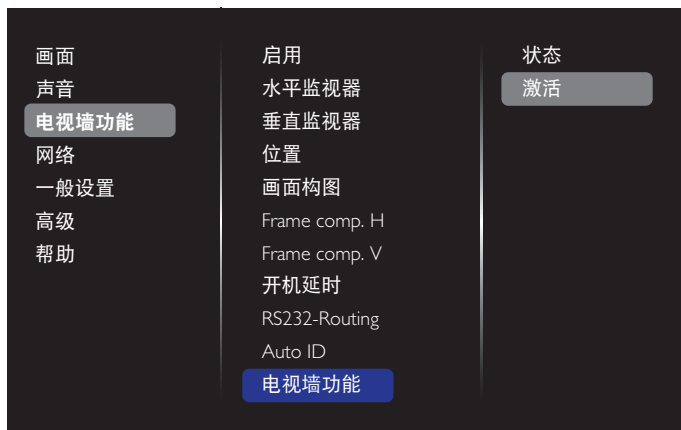 画面
声音
电视墙功能
网络
一般设置
高级
帮助
启用
水平监视器
垂直监视器
位置
画面构图
Frame comp. H
Frame comp. V
开机延时
RS232-Routing
Auto ID
电视墙功能
状态
激活